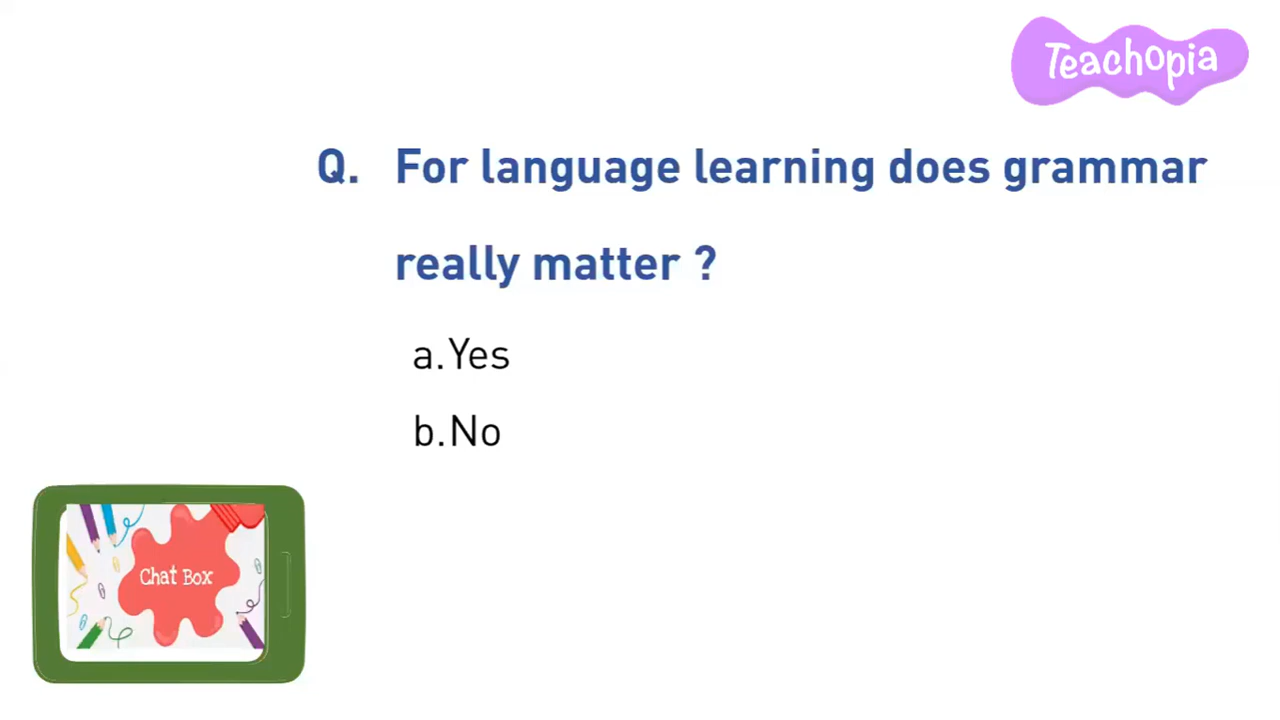 Teachopia
Q. For language learning does grammar
really matter ?
a.Yes
b.No
Chat Box